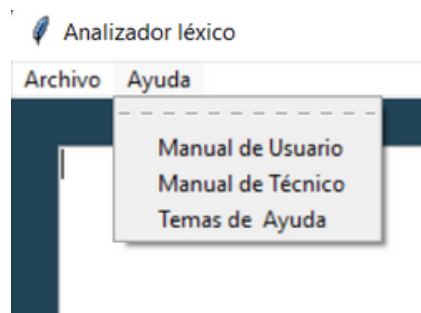 Analizador léxico
Archivo Ayuda
Manual de Usuario
Manual de Técnico
Temas de  Ayuda